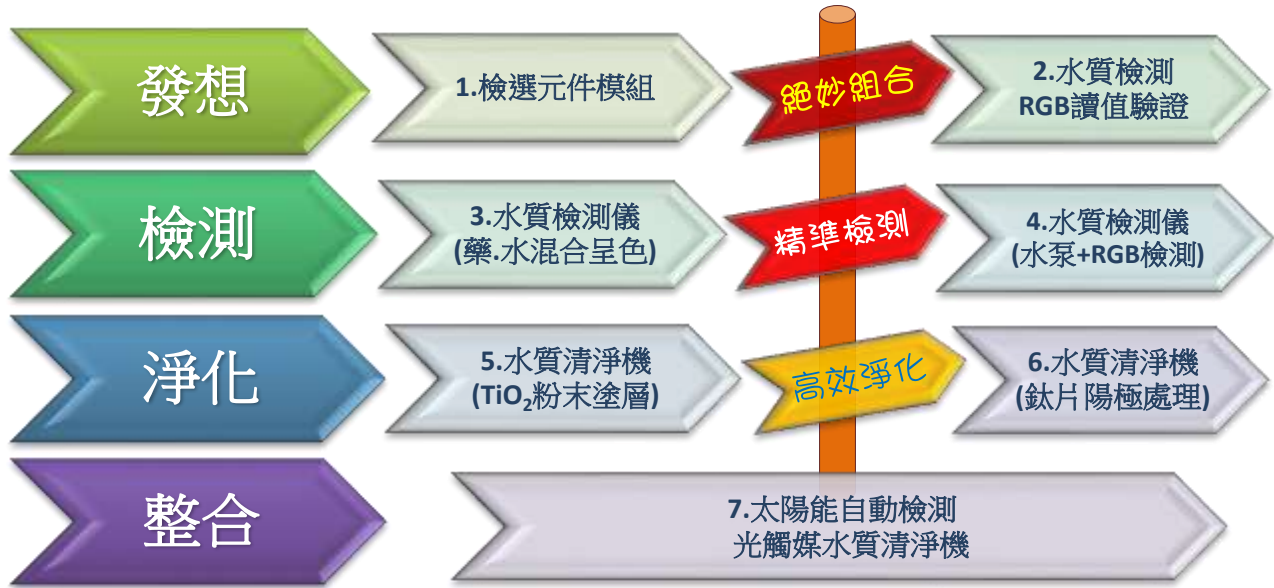 發想
1.檢選元件模組
絕妙組合
2.水質檢測
RGB讀值驗證
檢測
3.水質檢測儀
(藥.水混合呈色)
精準檢測
4.水質檢測儀
(水泵+RGB檢測)
淨化
5.水質清淨機
(TiO₂粉末塗層)
高效淨化
6.水質清淨機
(鈦片陽極處理)
整合
7.太陽能自動檢測
光觸媒水質清淨機